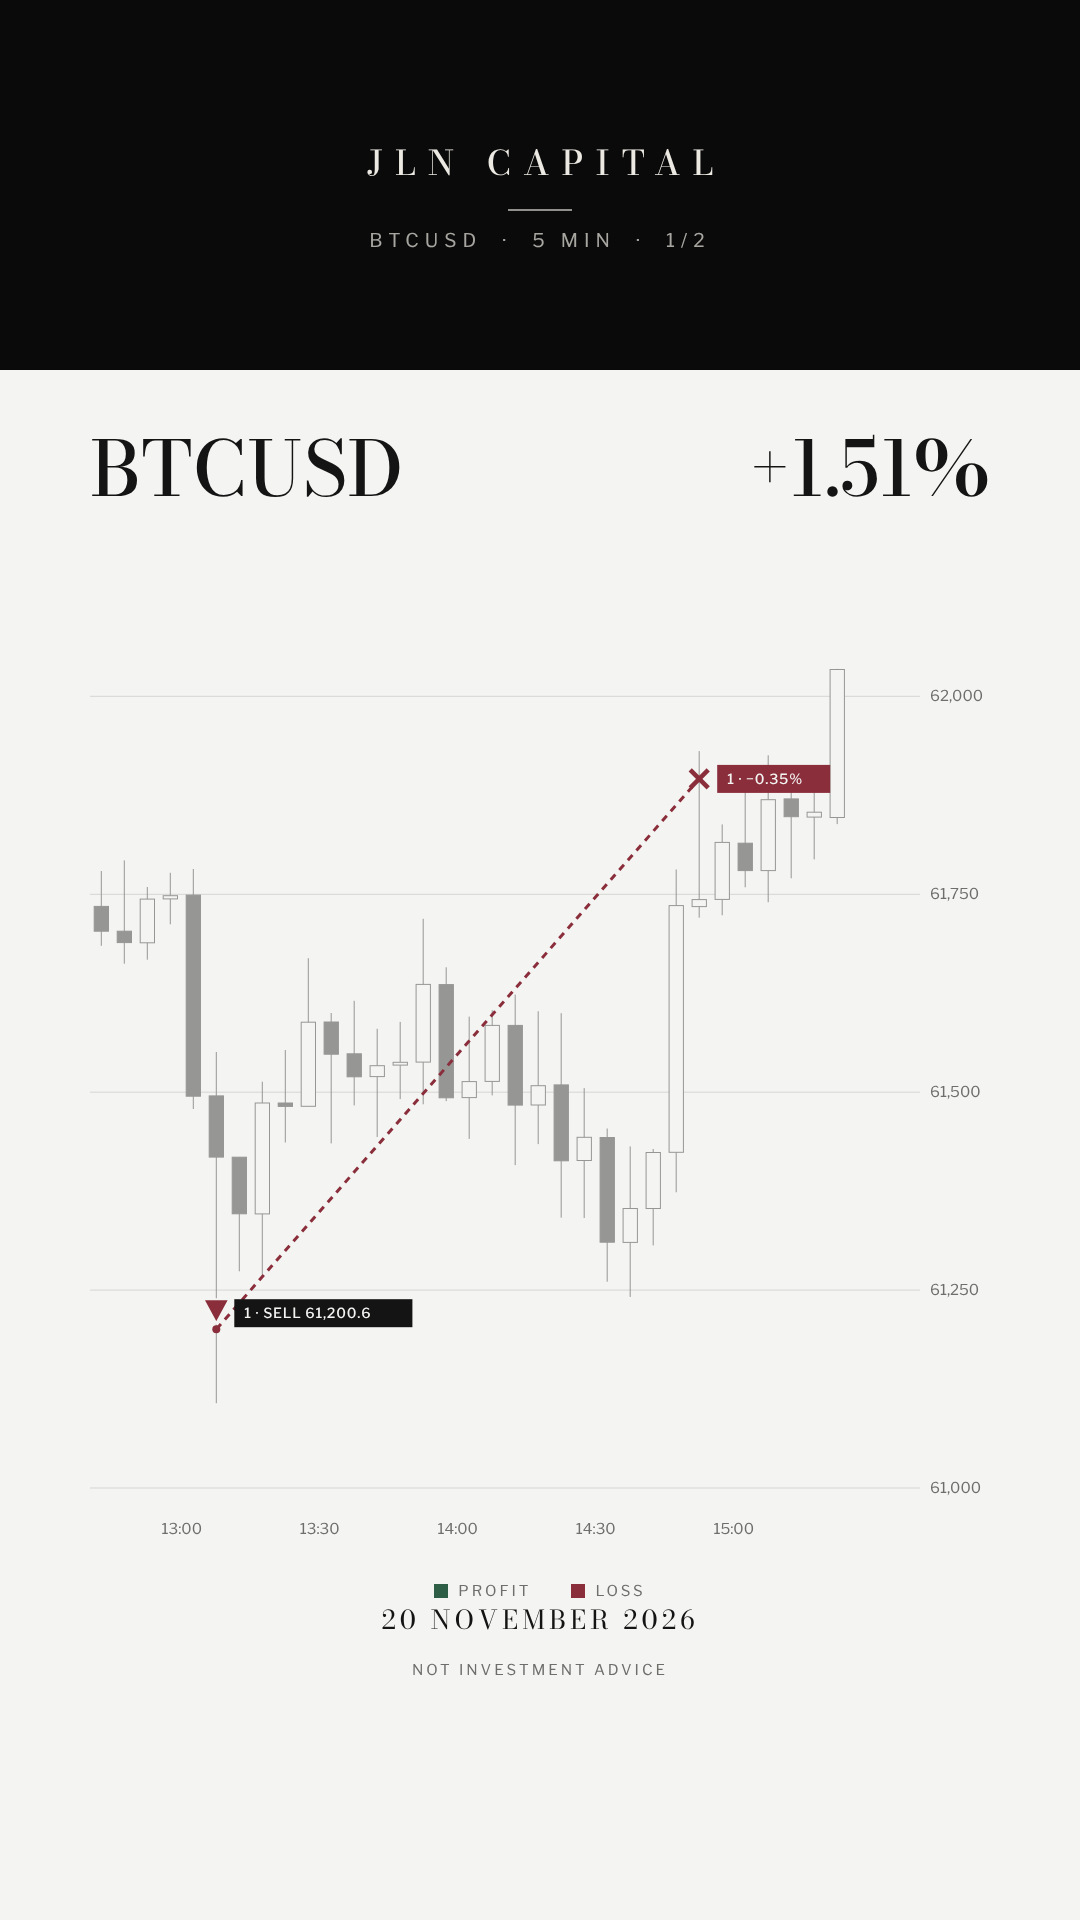 JLN CAPITAL
BTCUSD · 5 MIN · 1/2
BTCUSD +1.51%
62,000
1 · −0.35%
61,750
61,500
61,250
1 · SELL 61,200.6
61,000
13:00 13:30 14:00 14:30 15:00
PROFIT LOSS
20 NOVEMBER 2026
NOT INVESTMENT ADVICE